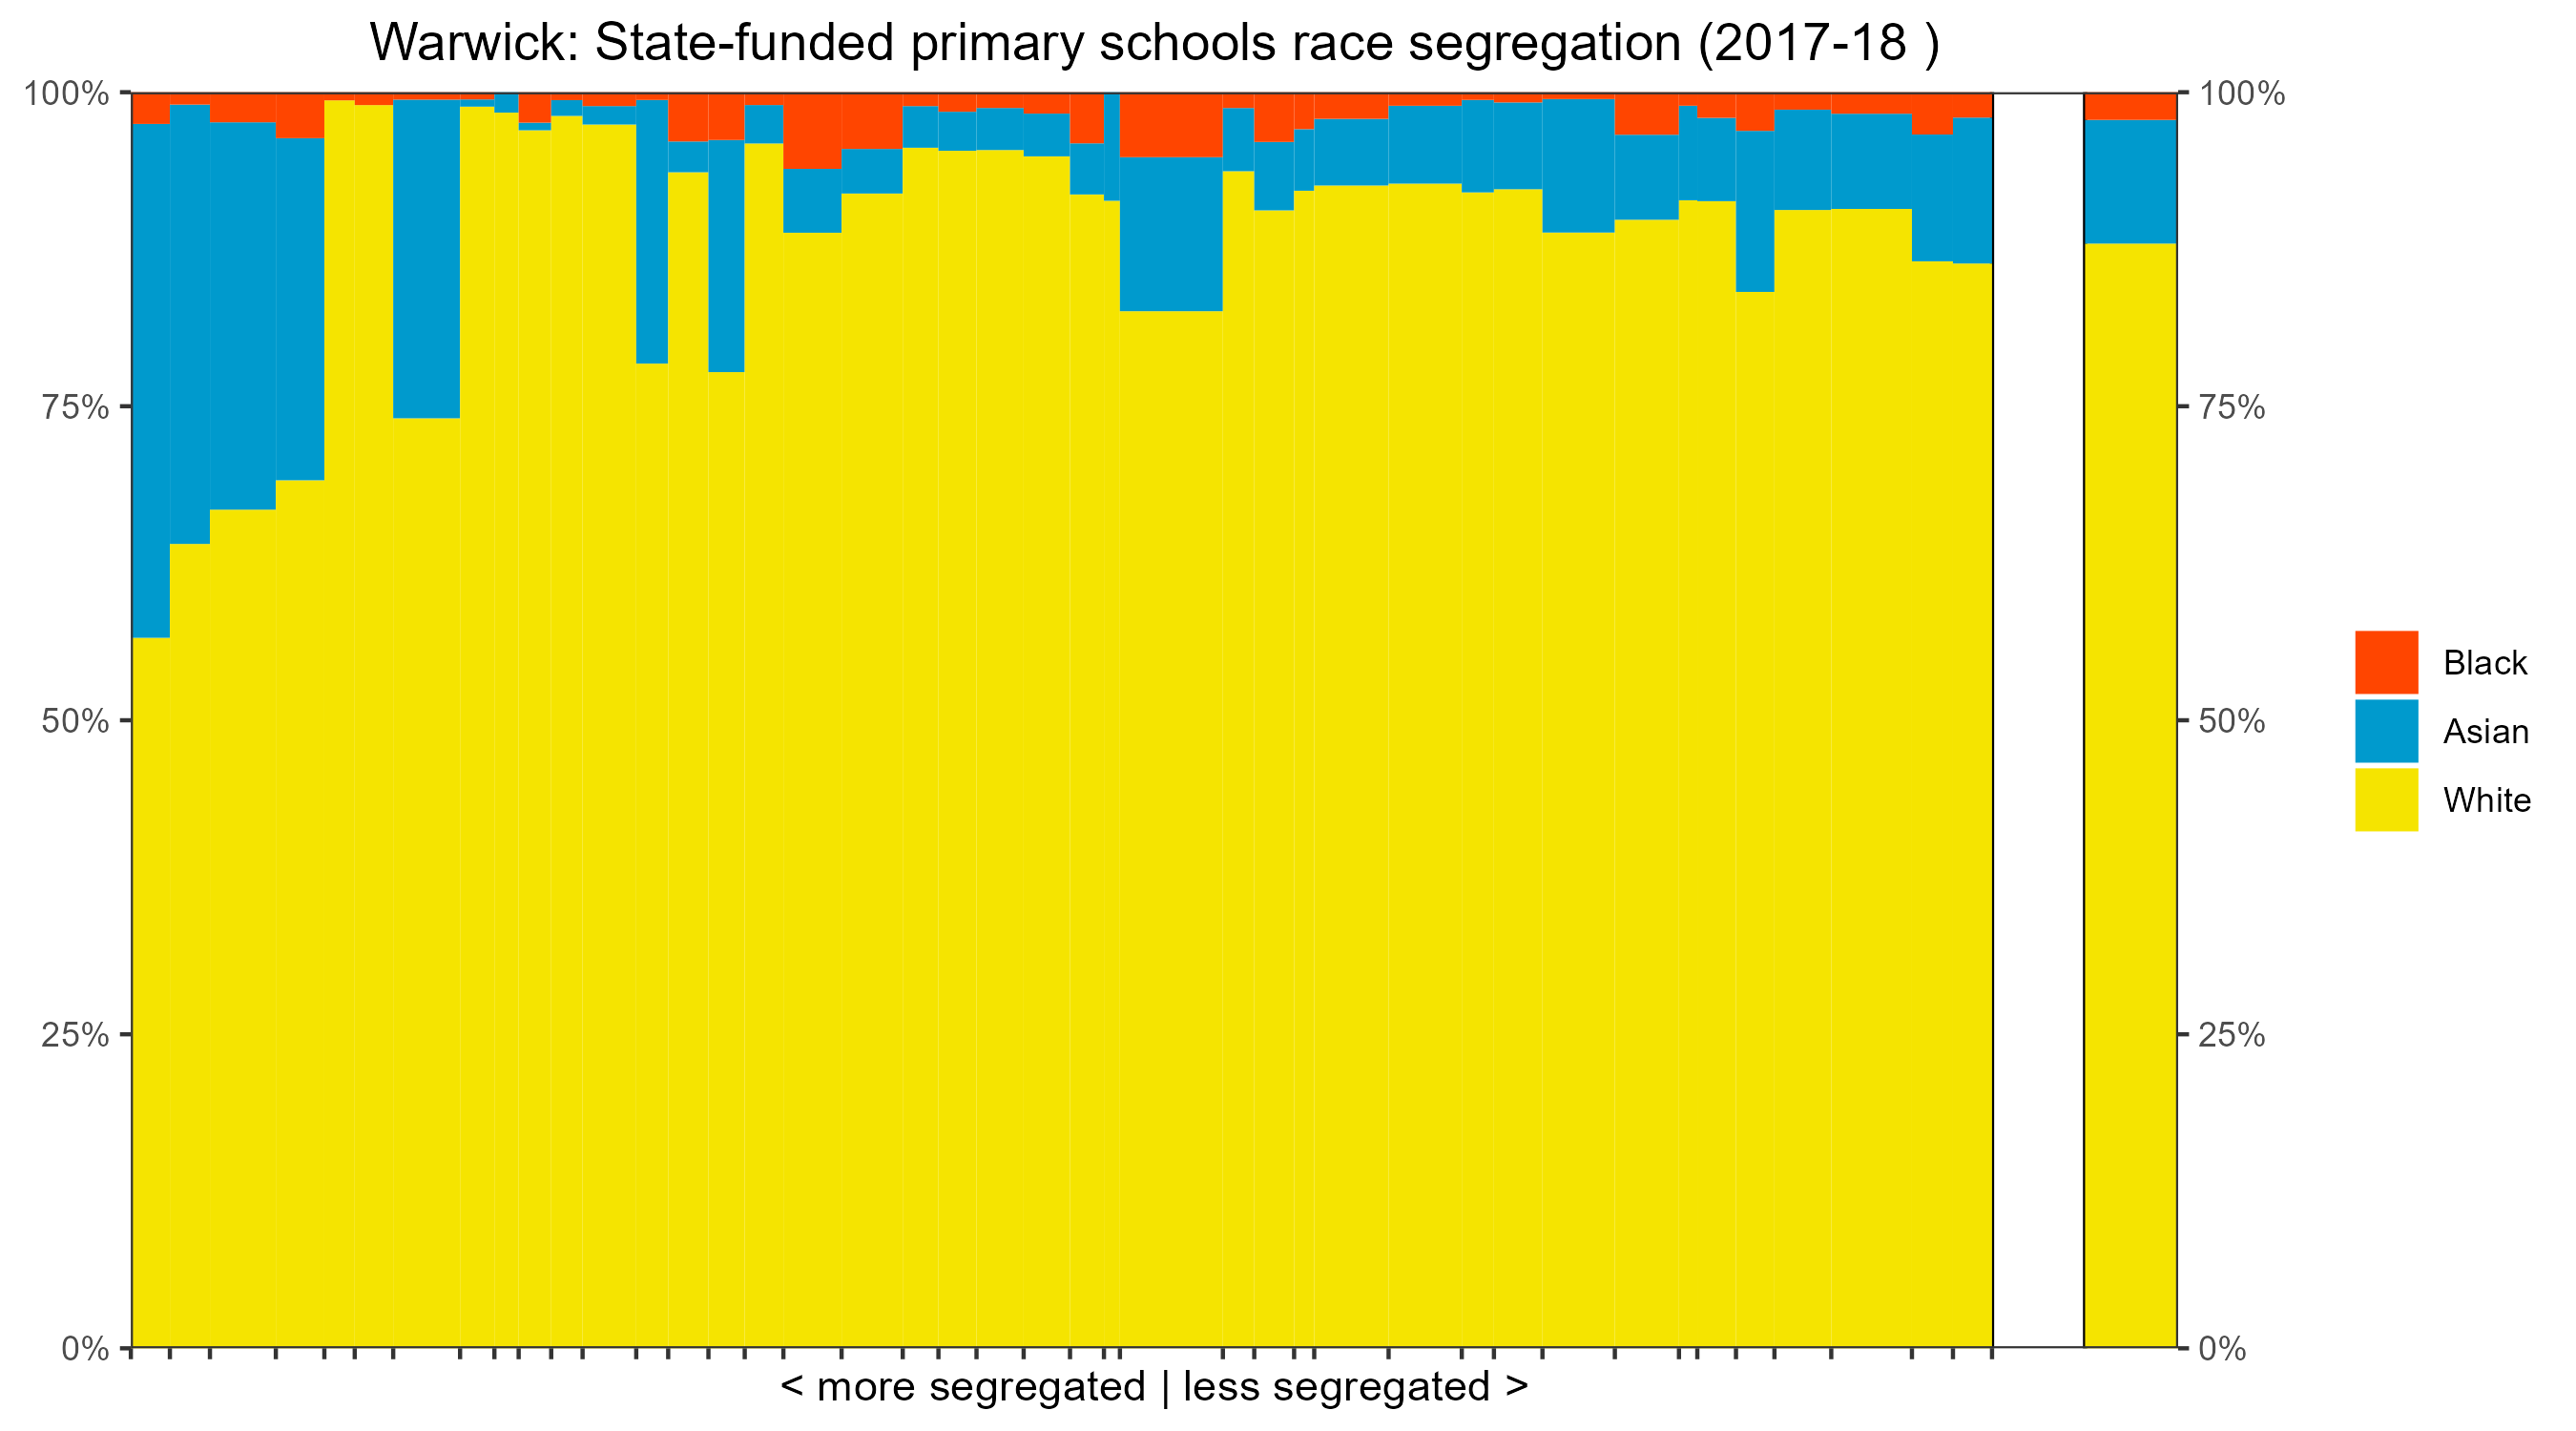 Warwick: State-funded primary schools race segregation (2017-18 )
100%
75%
50%
25%
0%
100%
75%
50%
25%
0%
Black
Asian
White
< more segregated | less segregated >